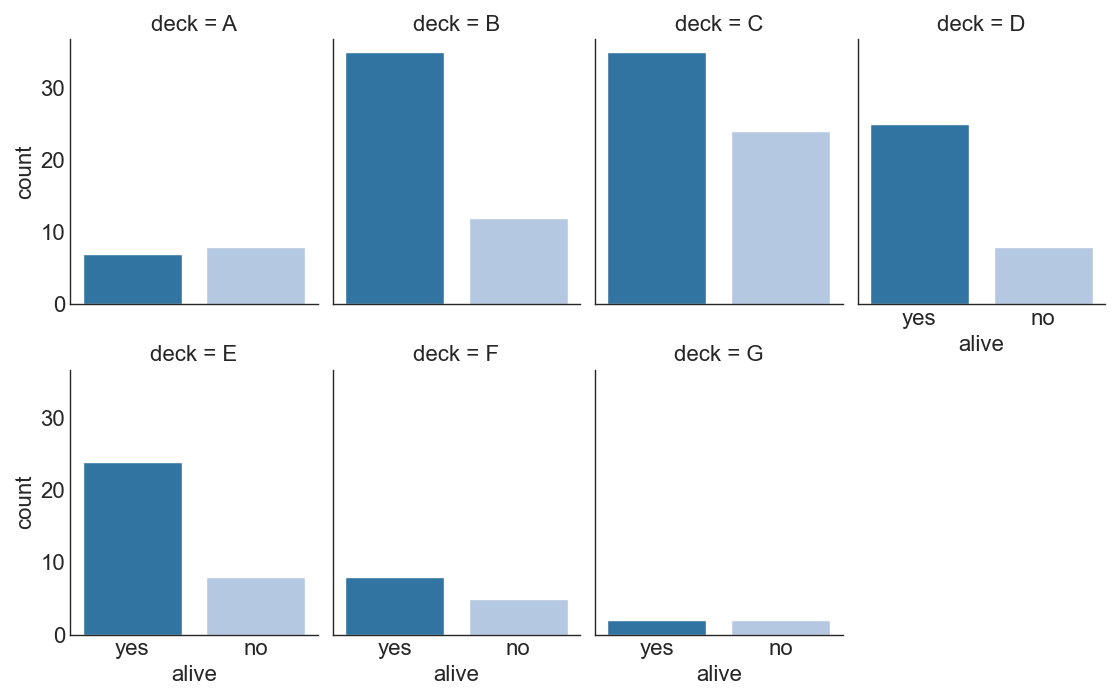 deck = A
deck = B
deck = C
deck = D
count
30
20
10
0
yes
no
alive
deck = E
deck = F
deck = G
count
30
20
10
0
yes
no
yes
no
yes
no
alive
alive
alive